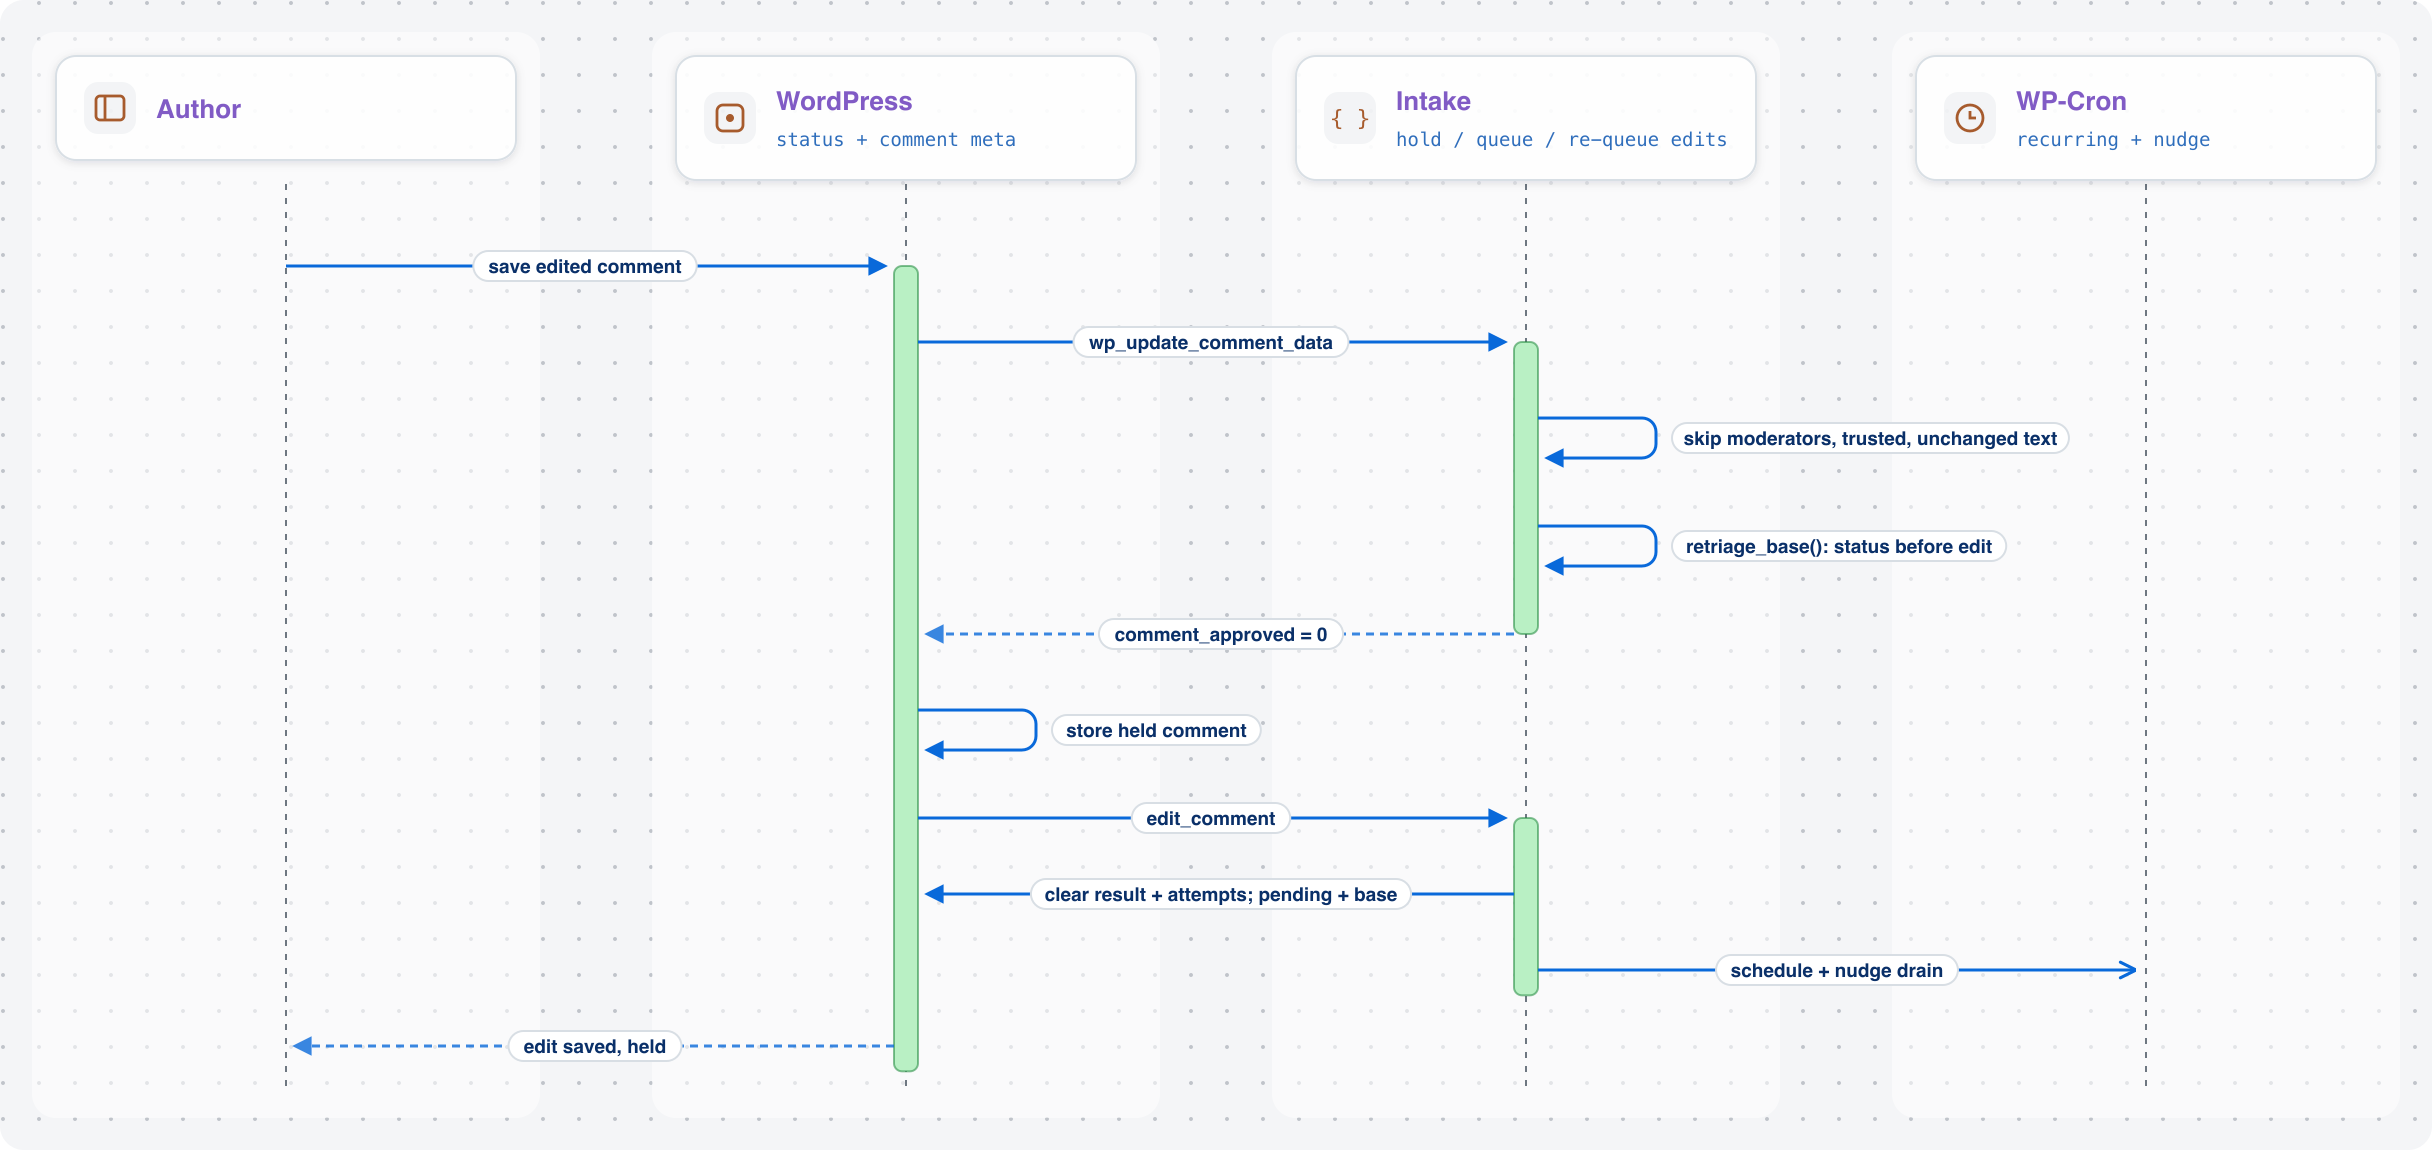 Author
WordPress
status + comment meta
{ }
Intake
hold / queue / re-queue edits
WP-Cron
recurring + nudge
save edited comment
wp_update_comment_data
skip moderators, trusted, unchanged text
retriage_base(): status before edit
comment_approved = 0
store held comment
edit_comment
clear result + attempts; pending + base
schedule + nudge drain
edit saved, held